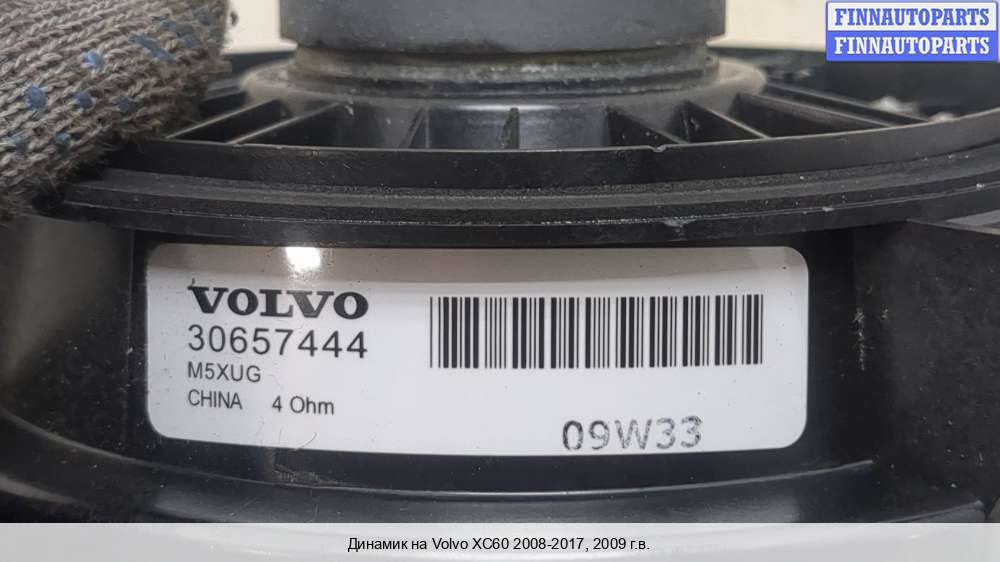 FINNAUTOPARTS
FINNAUTOPARTS
VOLVO
30657444
M5XUG
CHINA 4 Ohm
09W33
Динамик на Volvo XC60 2008-2017, 2009 г.в.